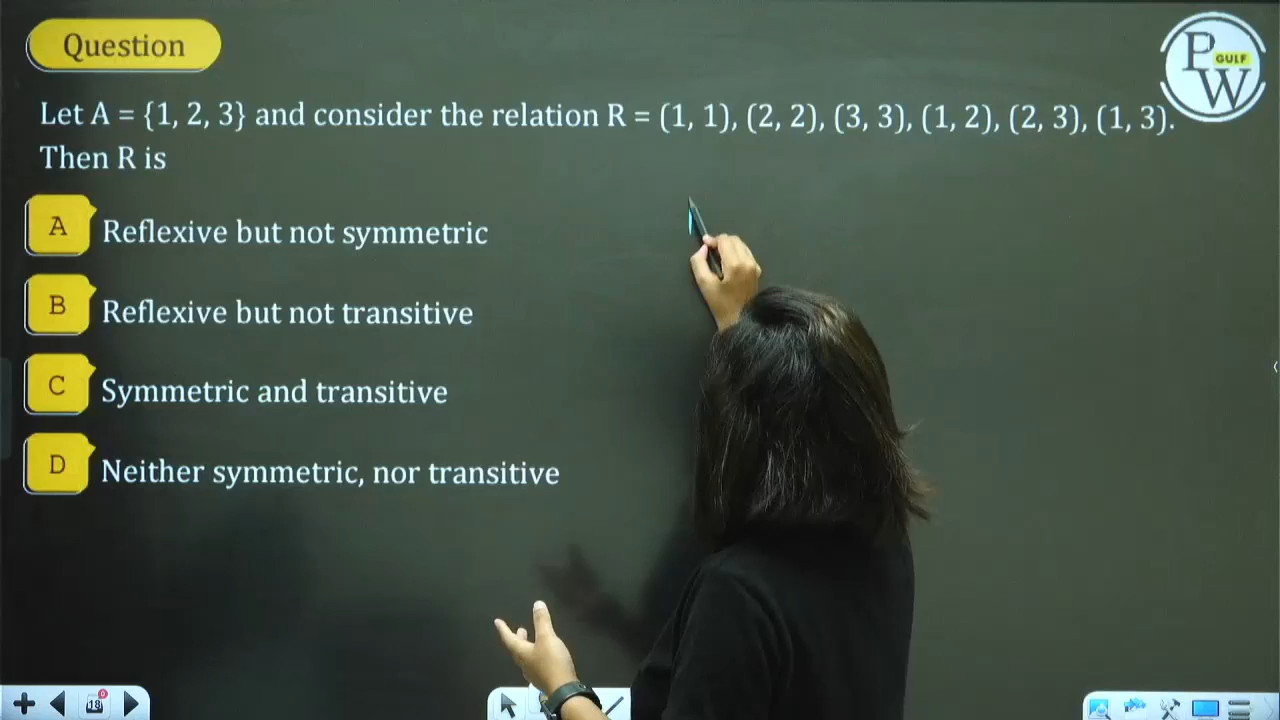 Question
P
GULF
W
Let A = {1, 2, 3} and consider the relation R = (1, 1), (2, 2), (3, 3), (1, 2), (2, 3), (1, 3).
Then R is
A Reflexive but not symmetric
B Reflexive but not transitive
C Symmetric and transitive
D Neither symmetric, nor transitive
18
0